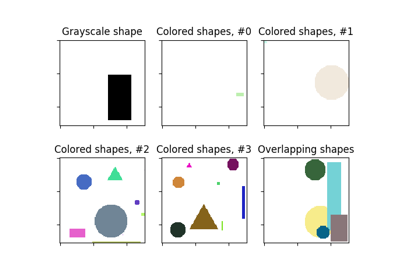 Grayscale shape
Colored shapes, #0
Colored shapes, #1
Colored shapes, #2
Colored shapes, #3
Overlapping shapes